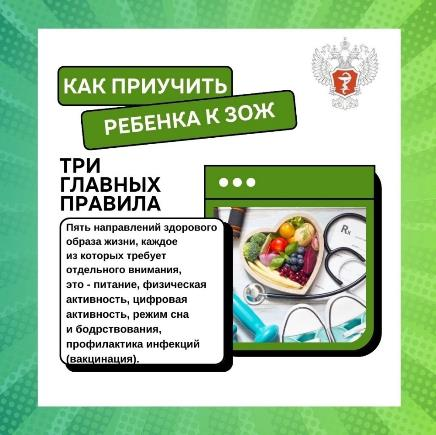 КАК ПРИУЧИТЬ
РЕБЕНКА К ЗОЖ
ТРИ
ГЛАВНЫХ
ПРАВИЛА
Пять направлений здорового
образа жизни, каждое
из которых требует
отдельного внимания,
это - питание, физическая
активность, цифровая
активность, режим сна
и бодрствования,
профилактика инфекций
(вакцинация).
Rx